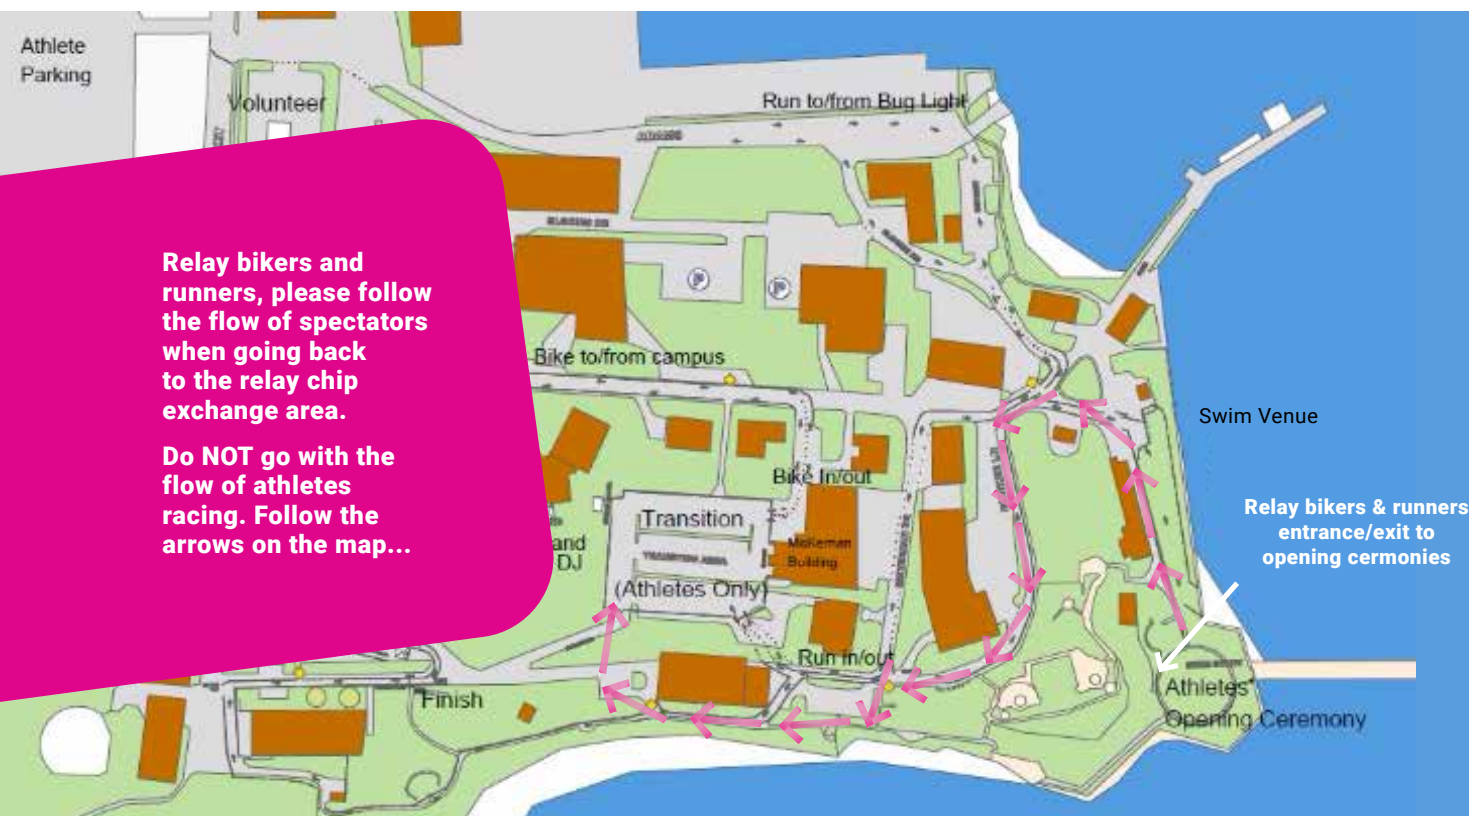 Athlete
Parking
Volunteer
Run to/from Bug Light
Relay bikers and
runners, please follow
the flow of spectators
when going back
to the relay chip
exchange area.
Do NOT go with the
flow of athletes
racing. Follow the
arrows on the map...
Bike to/from campus
Swim Venue
Bike In/out
Relay bikers & runners
entrance/exit to
opening cermonies
Transition
TRANSITION AREA
(Athletes Only)
McKernan
Building
and
DJ
Run in/out
Finish
Athletes'
Opening Ceremony